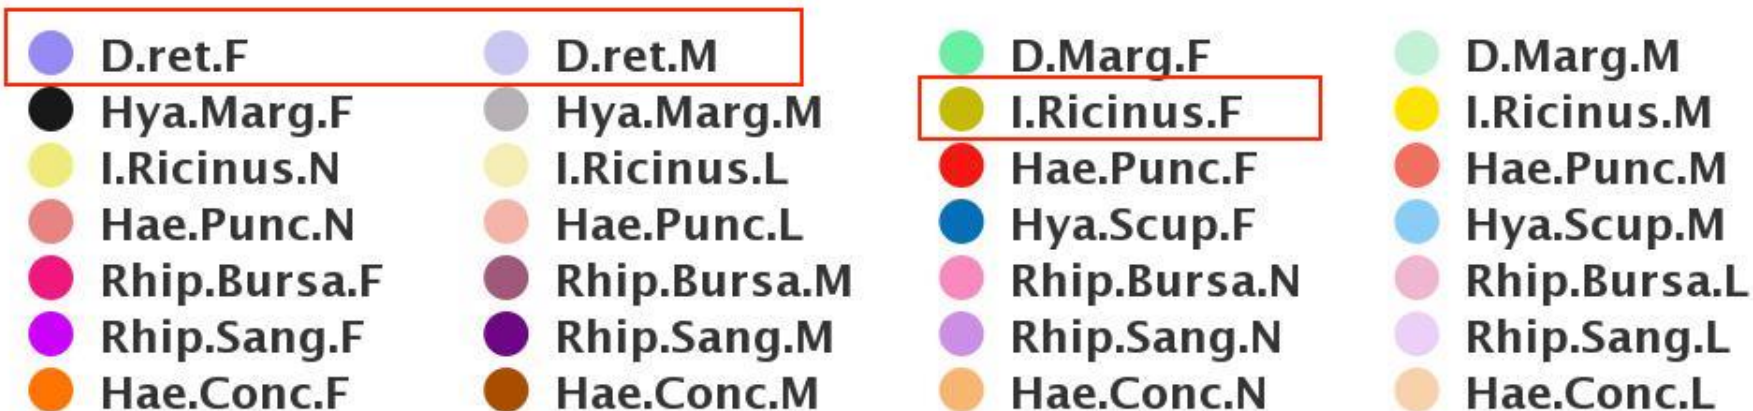 D.ret.F D.ret.M D.Marg.F D.Marg.M
Hya.Marg.F Hya.Marg.M I.Ricinus.F I.Ricinus.M
I.Ricinus.N I.Ricinus.L Hae.Punc.F Hae.Punc.M
Hae.Punc.N Hae.Punc.L Hya.Scup.F Hya.Scup.M
Rhip.Bursa.F Rhip.Bursa.M Rhip.Bursa.N Rhip.Bursa.L
Rhip.Sang.F Rhip.Sang.M Rhip.Sang.N Rhip.Sang.L
Hae.Conc.F Hae.Conc.M Hae.Conc.N Hae.Conc.L